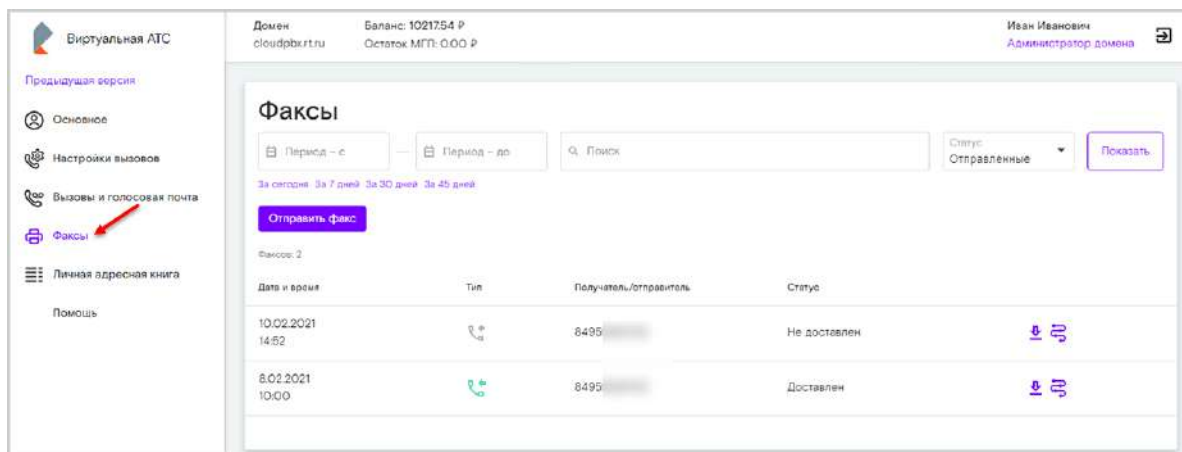 Виртуальная АТС
Домен
cloudpbx.rt.ru
Баланс: 10217.54 ₽
Остаток МГП: 0.00 ₽
Иван Иванович
Администратор домена
Предыдущая версия
Основное
Настройки вызовов
Вызовы и голосовая почта
Факсы
Личная адресная книга
Помощь
Факсы
Период – с
Период – до
Поиск
Статус
Отправленные
Показать
За сегодня За 7 дней За 30 дней За 45 дней
Отправить факс
Факсов: 2
Дата и время Тип Получатель/отправитель Статус
10.02.2021
14:52
8495
Не доставлен
8.02.2021
10:00
8495
Доставлен